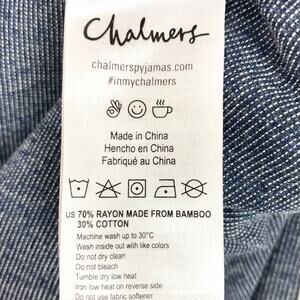 Chalmers
chalmerspyjamas.com
#inmychalmers
Made in China
Hencho en China
Fabriqué au China
US 70% RAYON MADE FROM BAMBOO
30% COTTON
Machine wash up to 30°C
Wash inside out with like colors
Do not dry clean
Do not bleach
Tumble dry low heat
Iron low heat on reverse side
Do not use fabric softener